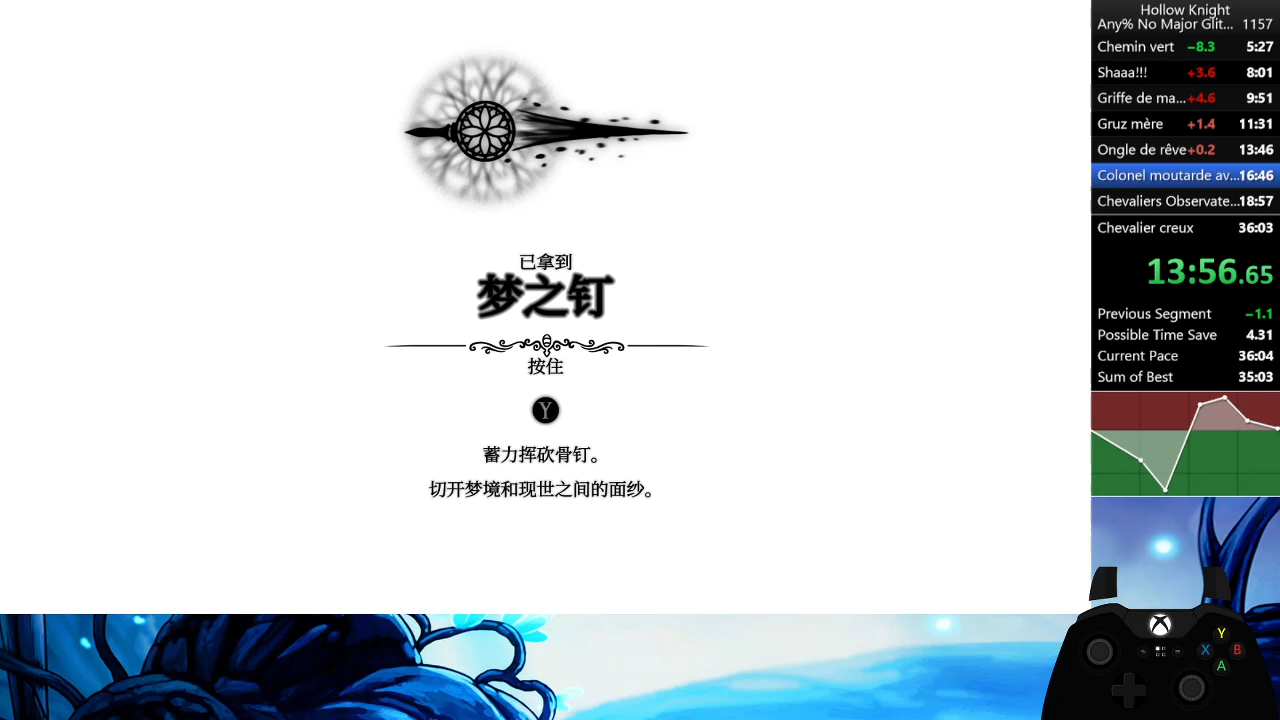 已拿到
梦之钉
按住
Y
蓄力挥砍骨钉。
切开梦境和现世之间的面纱。
Hollow Knight
Any% No Major Glit... 1157
Chemin vert −8.3 5:27
Shaaa!!! +3.6 8:01
Griffe de ma... +4.6 9:51
Gruz mère +1.4 11:31
Ongle de rêve +0.2 13:46
Colonel moutarde av... 16:46
Chevaliers Observate... 18:57
Chevalier creux 36:03
13:56.65
Previous Segment −1.1
Possible Time Save 4.31
Current Pace 36:04
Sum of Best 35:03
Y
X B
A